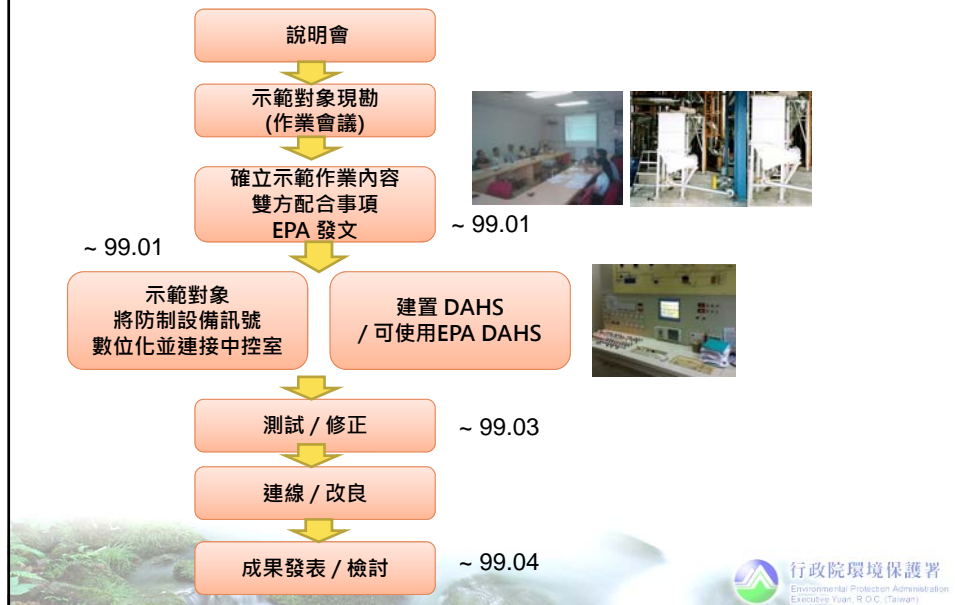 說明會
示範對象現勘
(作業會議)
確立示範作業內容
雙方配合事項
EPA 發文
~ 99.01
~ 99.01
示範對象
將防制設備訊號
數位化並連接中控室
建置 DAHS
/ 可使用EPA DAHS
測試 / 修正
~ 99.03
連線 / 改良
成果發表 / 檢討
~ 99.04
行政院環境保護署
Environmental Protection Administration
Executive Yuan, R.O.C. (Taiwan)